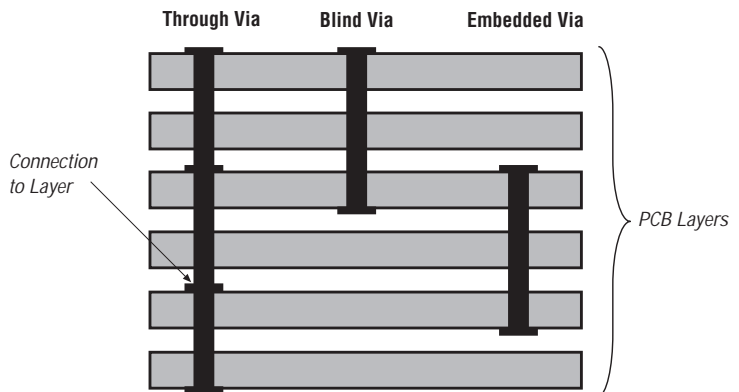 Through Via
Blind Via
Embedded Via
Connection
to Layer
PCB Layers